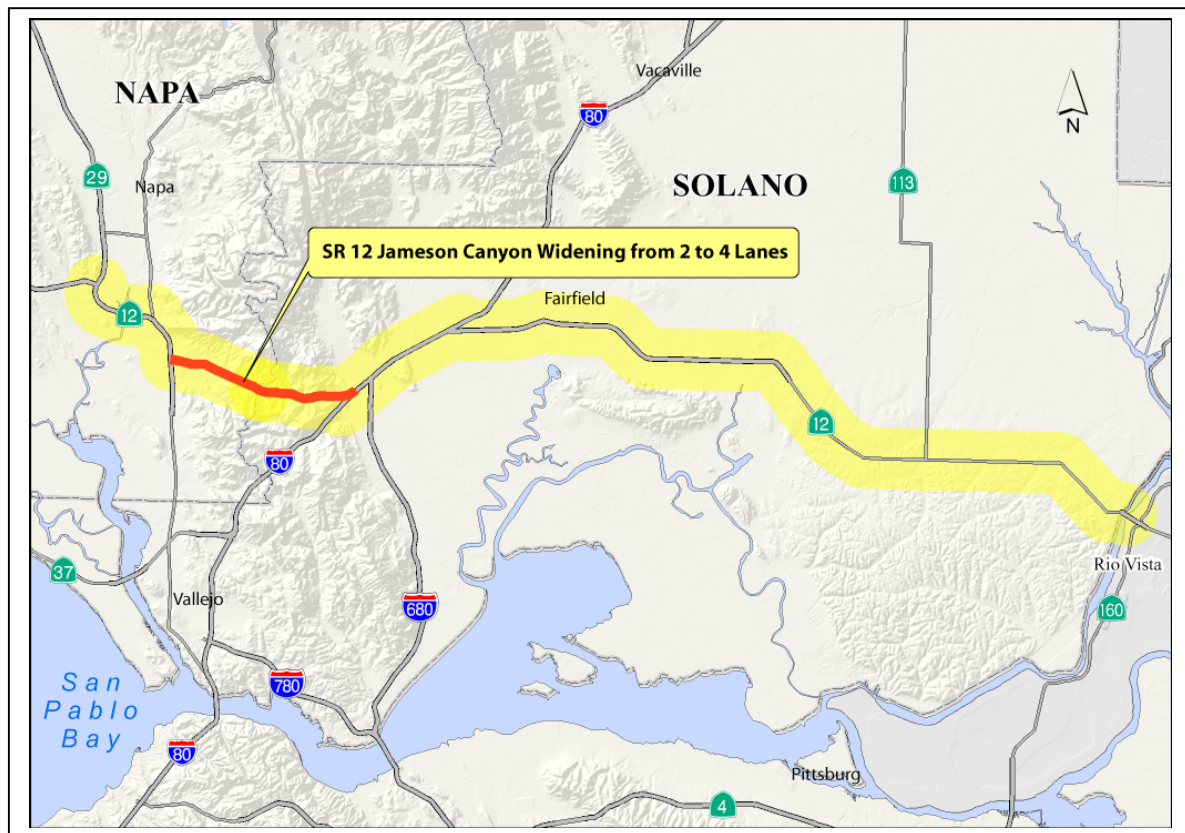 Vacaville
NAPA
80
N
29
Napa
SOLANO
113
SR 12 Jameson Canyon Widening from 2 to 4 Lanes
Fairfield
12
12
80
37
Vallejo
680
Rio Vista
160
780
San
Pablo
Bay
80
Pittsburg
4